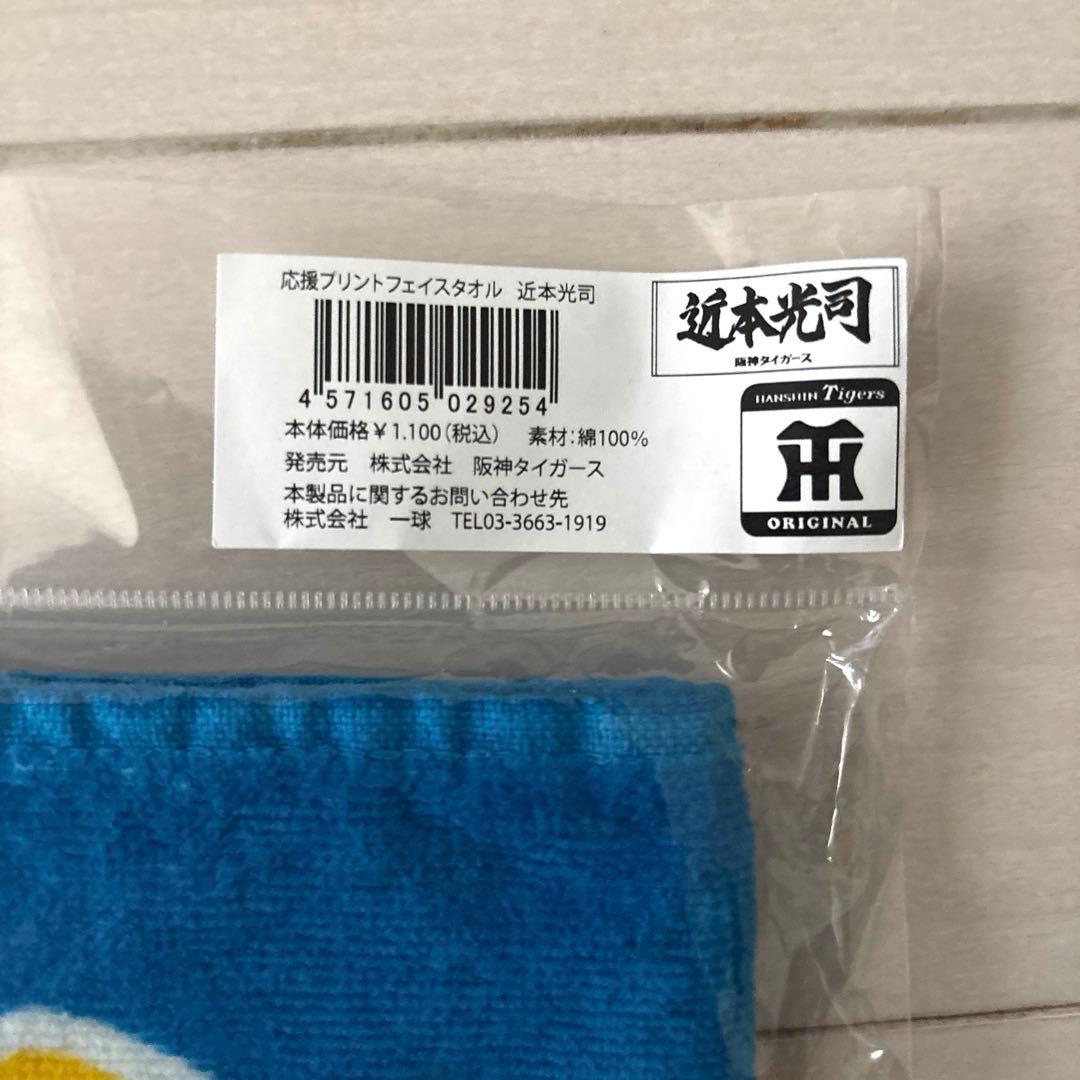 応援プリントフェイスタオル 近本光司
4 571605 029254
本体価格￥1.100(税込) 素材:綿100%
発売元 株式会社 阪神タイガース
本製品に関するお問い合わせ先
株式会社 一球 TEL03-3663-1919
近本光司
阪神タイガース
HANSHIN Tigers
HT
ORIGINAL